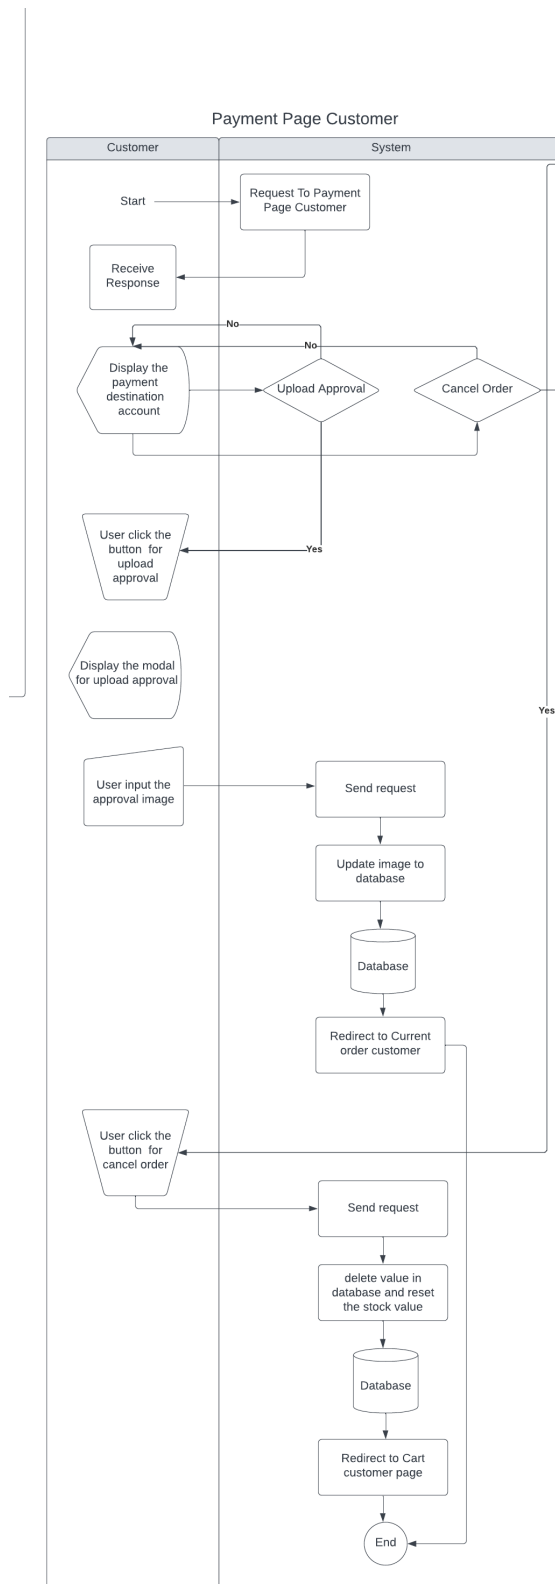 Payment Page Customer
Customer
System
Start
Request To Payment
Page Customer
Receive
Response
No
No
Display the
payment
destination
account
Upload Approval
Cancel Order
User click the
button  for
upload
approval
Yes
Display the modal
for upload approval
Yes
User input the
approval image
Send request
Update image to
database
Database
Redirect to Current
order customer
User click the
button  for
cancel order
Send request
delete value in
database and reset
the stock value
Database
Redirect to Cart
customer page
End